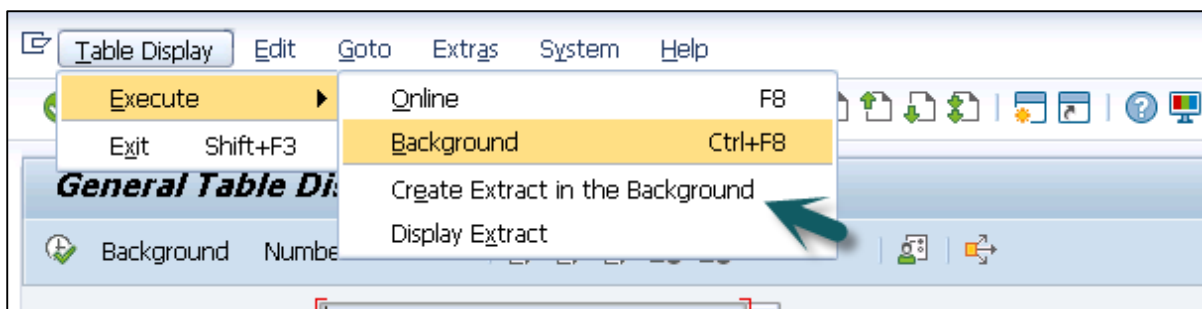 Table Display Edit Goto Extras System Help
Execute Online F8
Background Ctrl+F8
Exit Shift+F3
General Table Di
Create Extract in the Background
Display Extract
Background Numbe